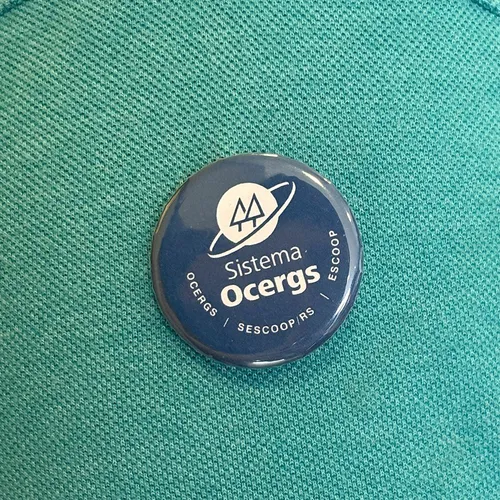 Sistema
Ocergs
OCERGS | SESCOOP/RS | ESCOOP